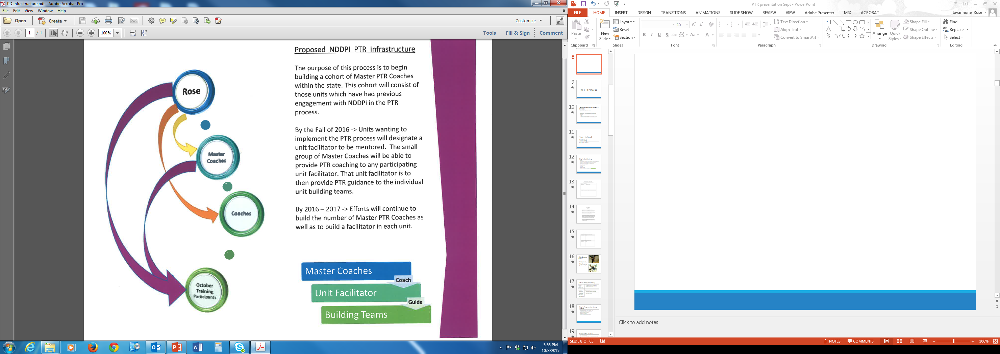 PD infrastructure.pdf - Adobe Acrobat Pro
File Edit View Window Help
Open Create Customize
1 / 1 100% Tools Fill & Sign Comment
Proposed NDDPI PTR Infrastructure
The purpose of this process is to begin
building a cohort of Master PTR Coaches
within the state. This cohort will consist of
those units which have had previous
engagement with NDDPI in the PTR
process.
By the Fall of 2016 -> Units wanting to
implement the PTR process will designate a
unit facilitator to be mentored. The small
group of Master Coaches will be able to
provide PTR coaching to any participating
unit facilitator. That unit facilitator is to
then provide PTR guidance to the individual
unit building teams.
By 2016 – 2017 -> Efforts will continue to
build the number of Master PTR Coaches as
well as to build a facilitator in each unit.
Rose
Master
Coaches
Coaches
October
Training
Participants
Master Coaches
Coach
Unit Facilitator
Guide
Building Teams
5:56 PM
10/8/2015
PTR presentation Sept - PowerPoint
FILE HOME INSERT DESIGN TRANSITIONS ANIMATIONS SLIDE SHOW REVIEW VIEW Adobe Presenter MIX ACROBAT Iovannone, Rose
Paste
New
Slide
Layout
Reset
Section
15
B I U S abc AV Aa A
Text Direction
Align Text
Convert to SmartArt
Arrange
Quick
Styles
Shape Fill
Shape Outline
Shape Effects
Find
Replace
Select
Clipboard Slides Font Paragraph Drawing Editing
8
9
The PTR Process
10
11
Step 1-Goal
Setting
12
13
14
15
16
17
18
19
Click to add notes
SLIDE 8 OF 63 NOTES COMMENTS 106%